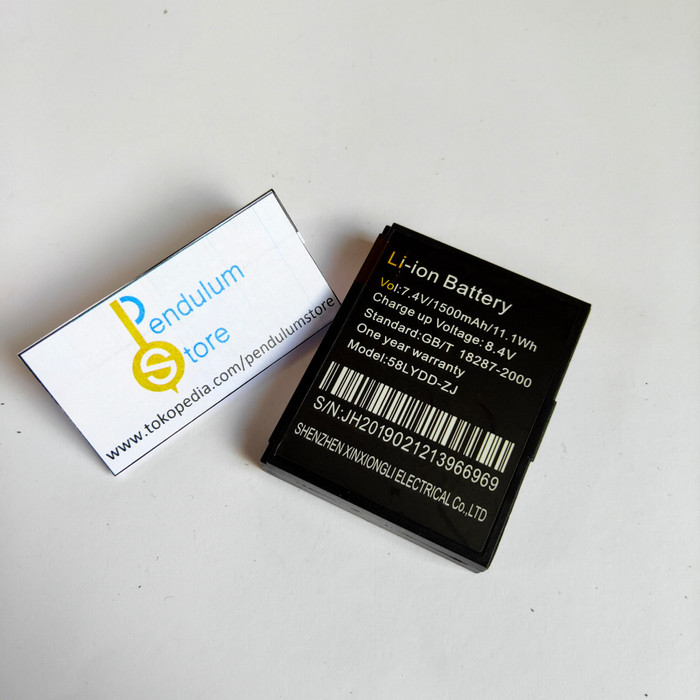 Pendulum
Store
www.tokopedia.com/pendulumstore
Li-ion Battery
Vol:7.4V/1500mAh/11.1Wh
Charge up Voltage: 8.4V
Standard:GB/T 18287-2000
One year warranty
Model:58LYDD-ZJ
S/N:JH2019021213966969
SHENZHEN XINXIONGLI ELECTRICAL Co.,LTD